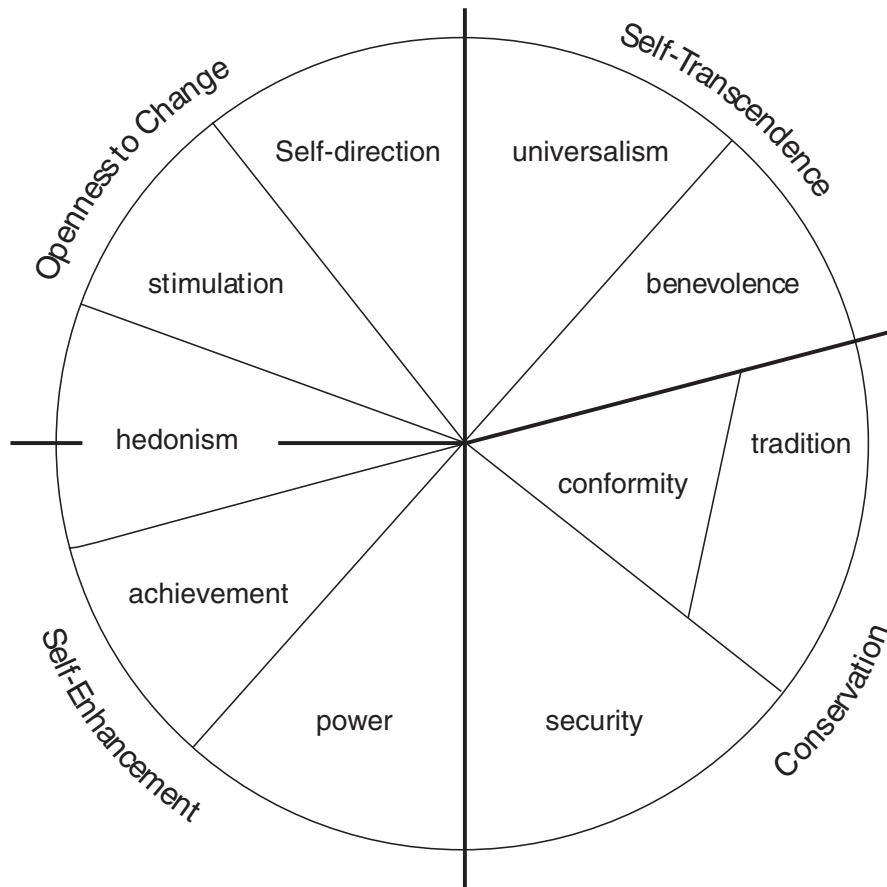 Self-Transcendence
Openness to Change
Self-direction
universalism
stimulation
benevolence
hedonism
tradition
conformity
achievement
Self-Enhancement
power
security
Conservation